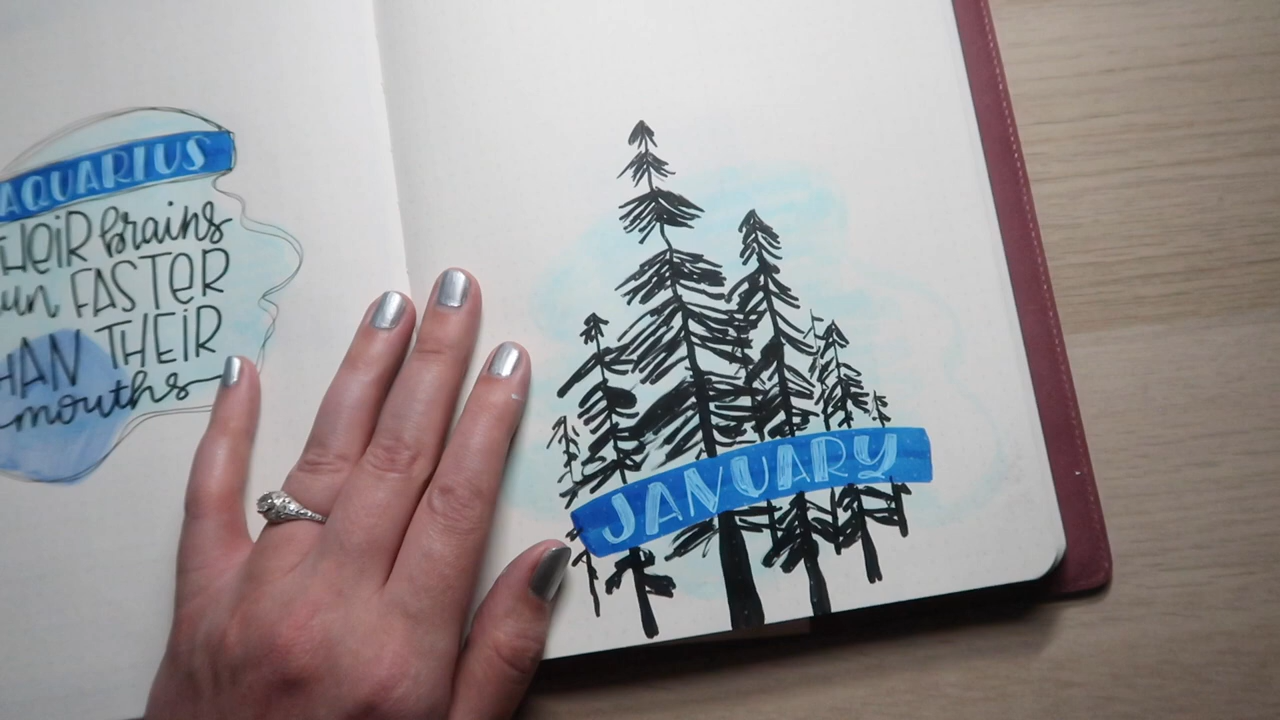 AQUARIUS
HEIR brains
un FASTER
HAN THEIR
mouths
JANUARY